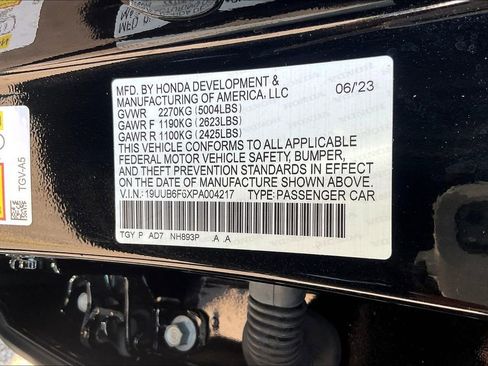 MFD. BY HONDA DEVELOPMENT & 06/'23
MANUFACTURING OF AMERICA, LLC
GVWR 2270KG (5004LBS)
GAWR F 1190KG (2623LBS)
GAWR R 1100KG (2425LBS)
THIS VEHICLE CONFORMS TO ALL APPLICABLE
FEDERAL MOTOR VEHICLE SAFETY, BUMPER,
AND THEFT PREVENTION STANDARDS IN EFFECT
ON THE DATE OF MANUFACTURE SHOWN ABOVE.
V.I.N.: 19UUB6F6XPA004217 TYPE: PASSENGER CAR
TGY P AD7 NH893P .A .A
TGV-A5